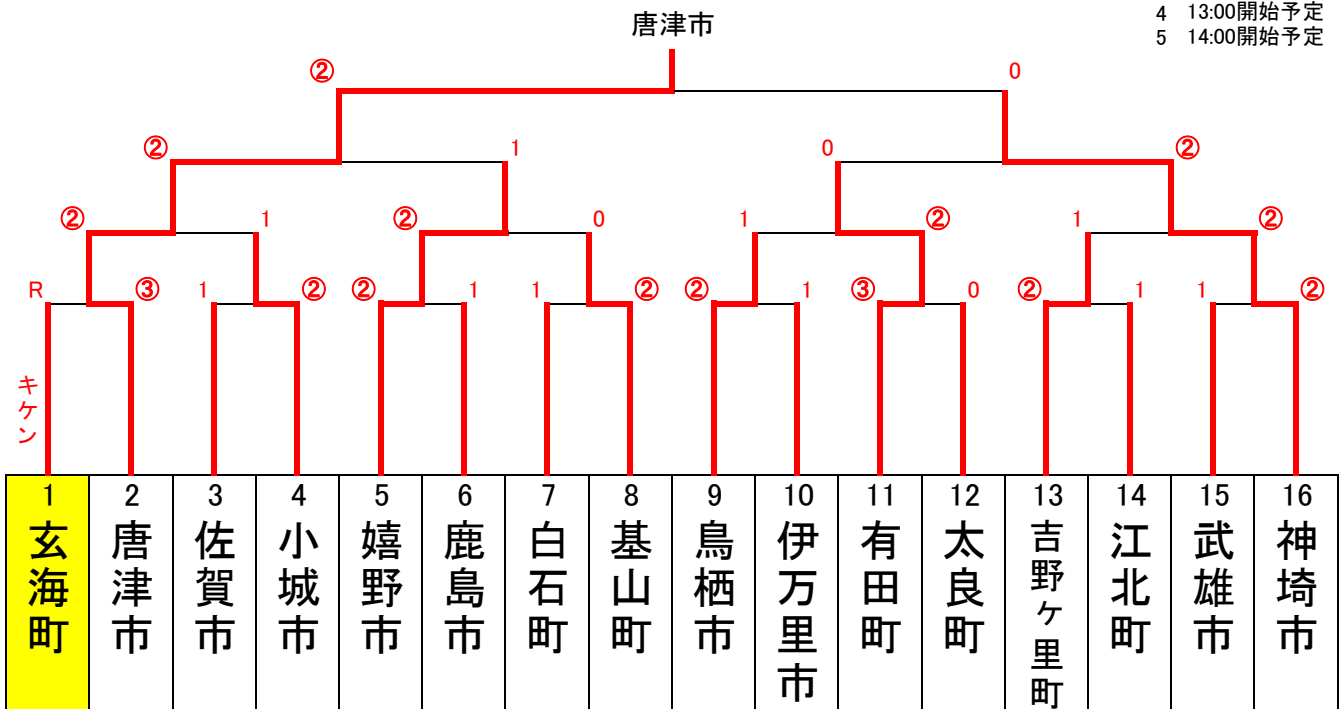 唐津市
4 13:00開始予定
5 14:00開始予定
② 0
② 1 0 ②
② 1 ② 0 1 ② 1 ②
R ③ 1 ② ② 1 1 ② ② 1 ③ 0 ② 1 1 ②
キケン
1 2 3 4 5 6 7 8 9 10 11 12 13 14 15 16
玄海町
唐津市
佐賀市
小城市
嬉野市
鹿島市
白石町
基山町
鳥栖市
伊万里市
有田町
太良町
吉野ヶ里町
江北町
武雄市
神埼市